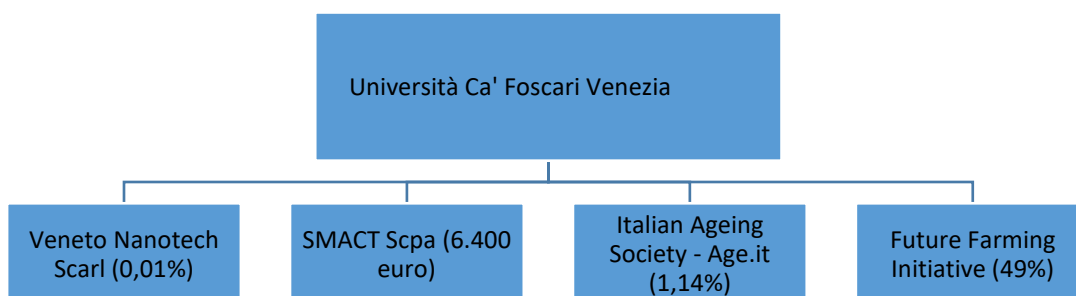 Università Ca' Foscari Venezia
Veneto Nanotech
Scarl (0,01%)
SMACT Scpa (6.400
euro)
Italian Ageing
Society - Age.it
(1,14%)
Future Farming
Initiative (49%)